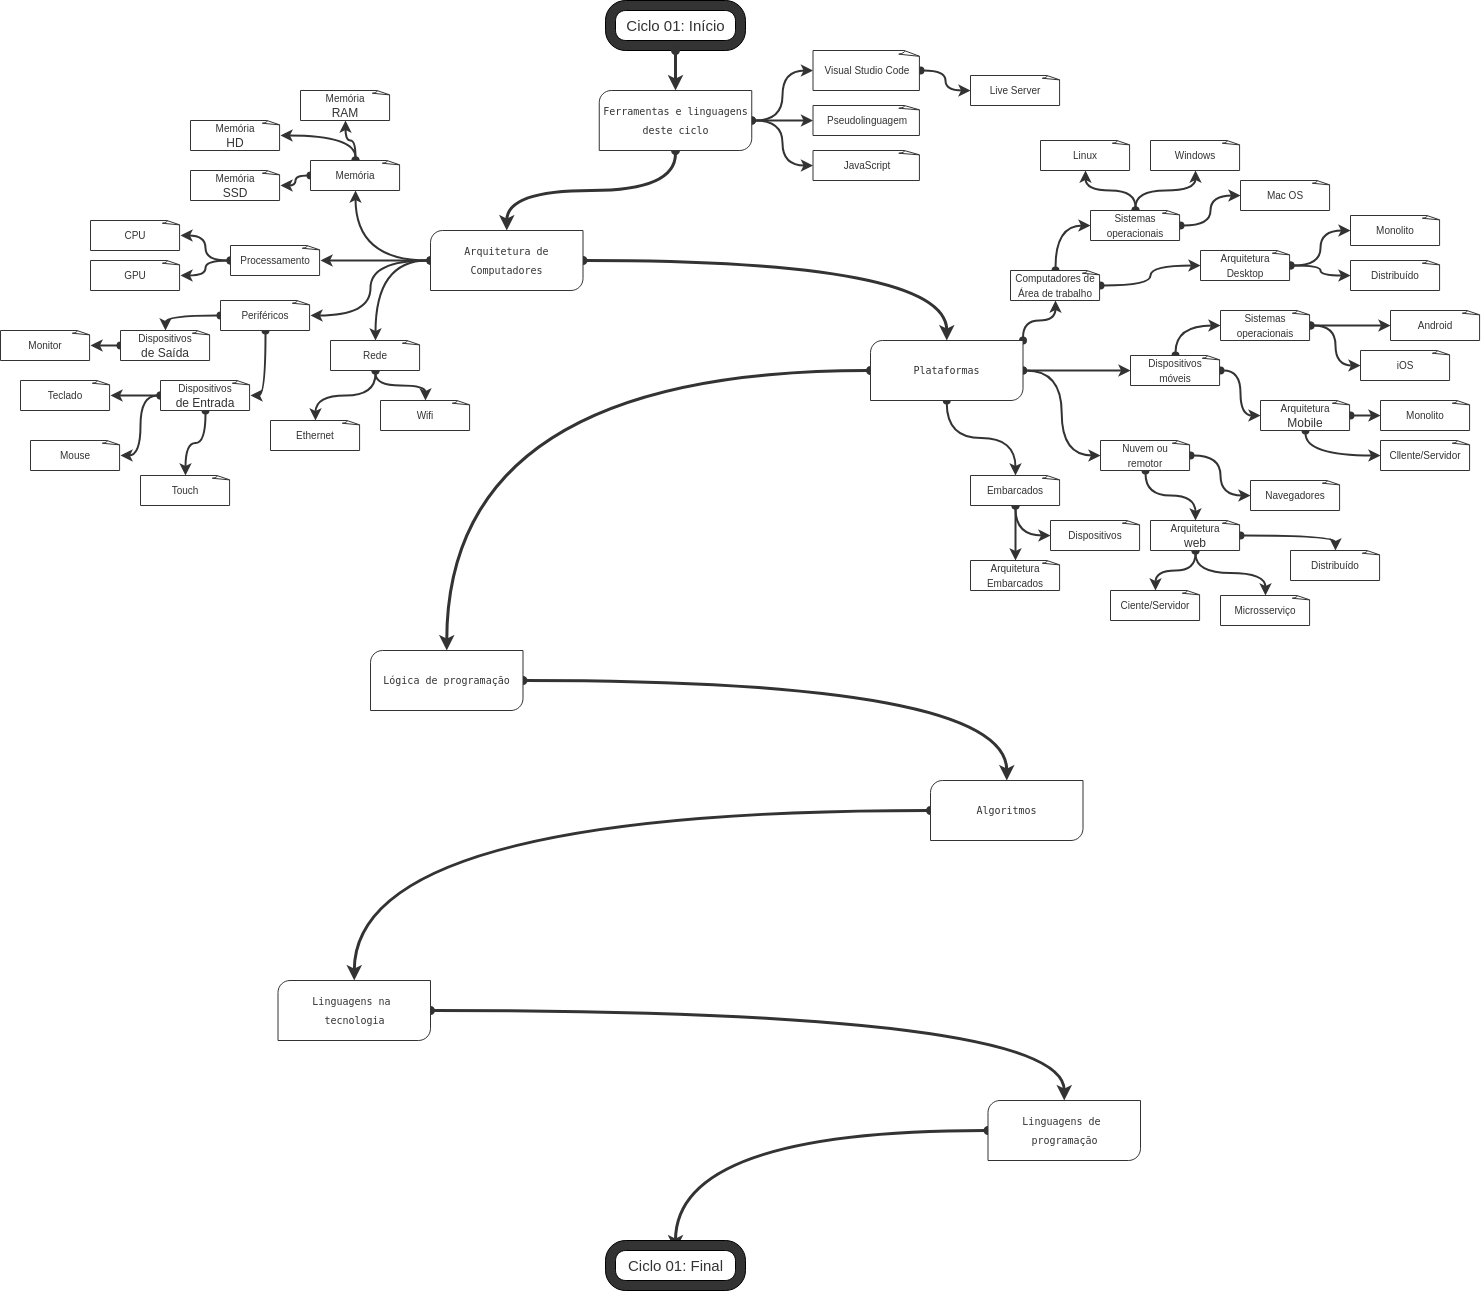 Ciclo 01: Início
Ferramentas e linguagens
deste ciclo
Visual Studio Code
Live Server
Pseudolinguagem
JavaScript
Arquitetura de
Computadores
Memória
Memória
RAM
Memória
HD
Memória
SSD
Processamento
CPU
GPU
Periféricos
Dispositivos
de Saída
Monitor
Dispositivos
de Entrada
Teclado
Mouse
Touch
Rede
Ethernet
Wifi
Plataformas
Computadores de
Área de trabalho
Sistemas
operacionais
Linux
Windows
Mac OS
Arquitetura
Desktop
Monolito
Distribuído
Dispositivos
móveis
Sistemas
operacionais
Android
iOS
Arquitetura
Mobile
Monolito
ClIente/Servidor
Nuvem ou
remotor
Navegadores
Arquitetura
web
Distribuído
Ciente/Servidor
Microsserviço
Embarcados
Dispositivos
Arquitetura
Embarcados
Lógica de programação
Algoritmos
Linguagens na
tecnologia
Linguagens de
programação
Ciclo 01: Final